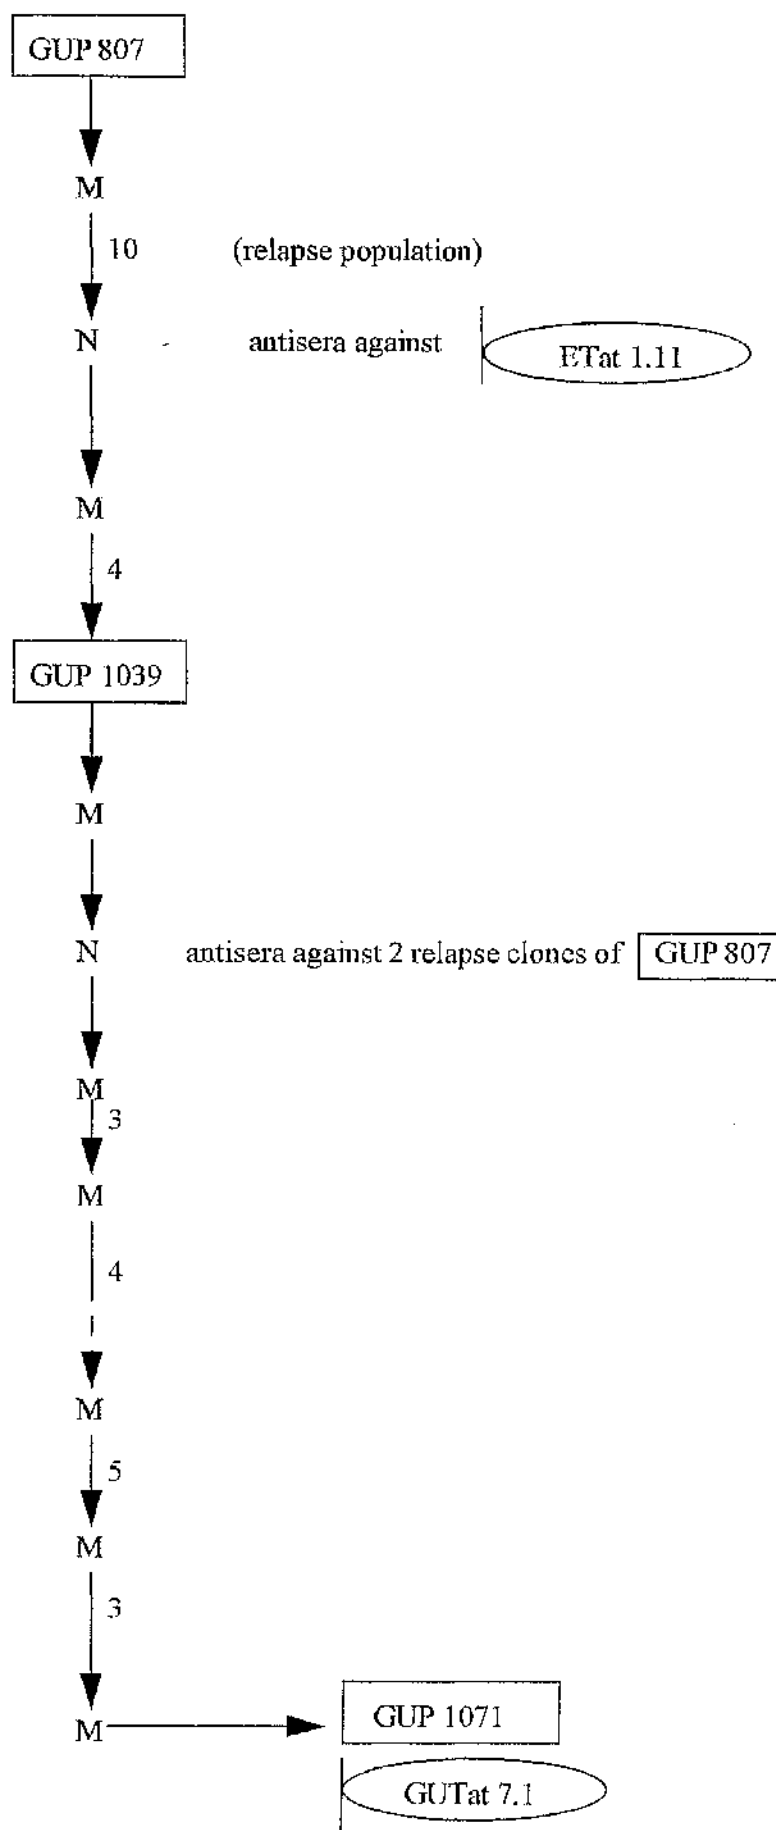 GUP 807
M
10 (relapse population)
N antisera against ETat 1.11
M
4
GUP 1039
M
N antisera against 2 relapse clones of GUP 807
M
3
M
4
M
5
M
3
M GUP 1071
GUTat 7.1